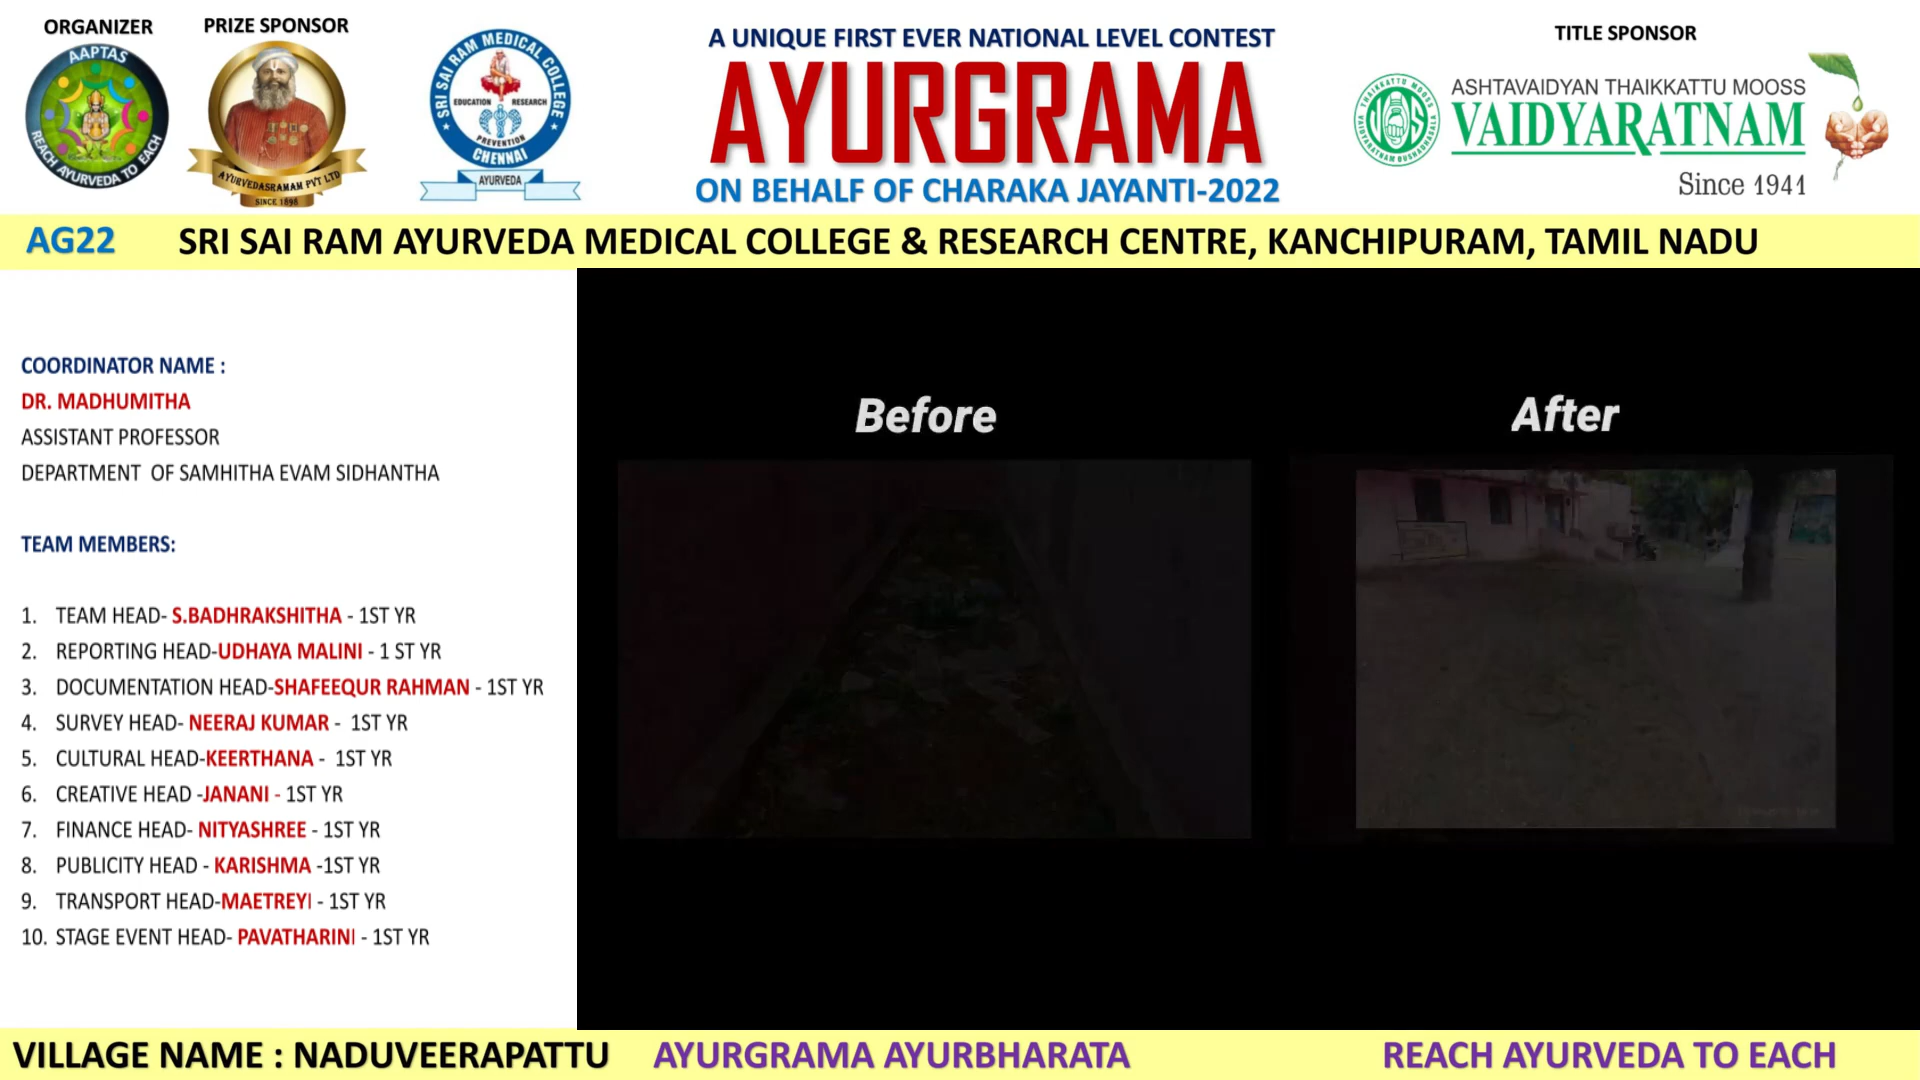 ORGANIZER
AAPTAS
REACH AYURVEDA TO EACH
PRIZE SPONSOR
AYURVEDASRAMAM PVT LTD
SINCE 1898
SRI SAI RAM MEDICAL COLLEGE
EDUCATION RESEARCH
PREVENTION
CHENNAI
AYURVEDA
A UNIQUE FIRST EVER NATIONAL LEVEL CONTEST
AYURGRAMA
ON BEHALF OF CHARAKA JAYANTI-2022
TITLE SPONSOR
THAIKKATTU MOOSS
VAIDYARATNAM OUSHADHASALA
ASHTAVAIDYAN THAIKKATTU MOOSS
VAIDYARATNAM
Since 1941
AG22 SRI SAI RAM AYURVEDA MEDICAL COLLEGE & RESEARCH CENTRE, KANCHIPURAM, TAMIL NADU
COORDINATOR NAME :
DR. MADHUMITHA
ASSISTANT PROFESSOR
DEPARTMENT OF SAMHITHA EVAM SIDHANTHA
TEAM MEMBERS:
1. TEAM HEAD- S.BADHRAKSHITHA - 1ST YR
2. REPORTING HEAD-UDHAYA MALINI - 1 ST YR
3. DOCUMENTATION HEAD-SHAFEEQUR RAHMAN - 1ST YR
4. SURVEY HEAD- NEERAJ KUMAR - 1ST YR
5. CULTURAL HEAD-KEERTHANA - 1ST YR
6. CREATIVE HEAD -JANANI - 1ST YR
7. FINANCE HEAD- NITYASHREE - 1ST YR
8. PUBLICITY HEAD - KARISHMA -1ST YR
9. TRANSPORT HEAD-MAETREYI - 1ST YR
10. STAGE EVENT HEAD- PAVATHARINI - 1ST YR
Before
After
VILLAGE NAME : NADUVEERAPATTU AYURGRAMA AYURBHARATA REACH AYURVEDA TO EACH